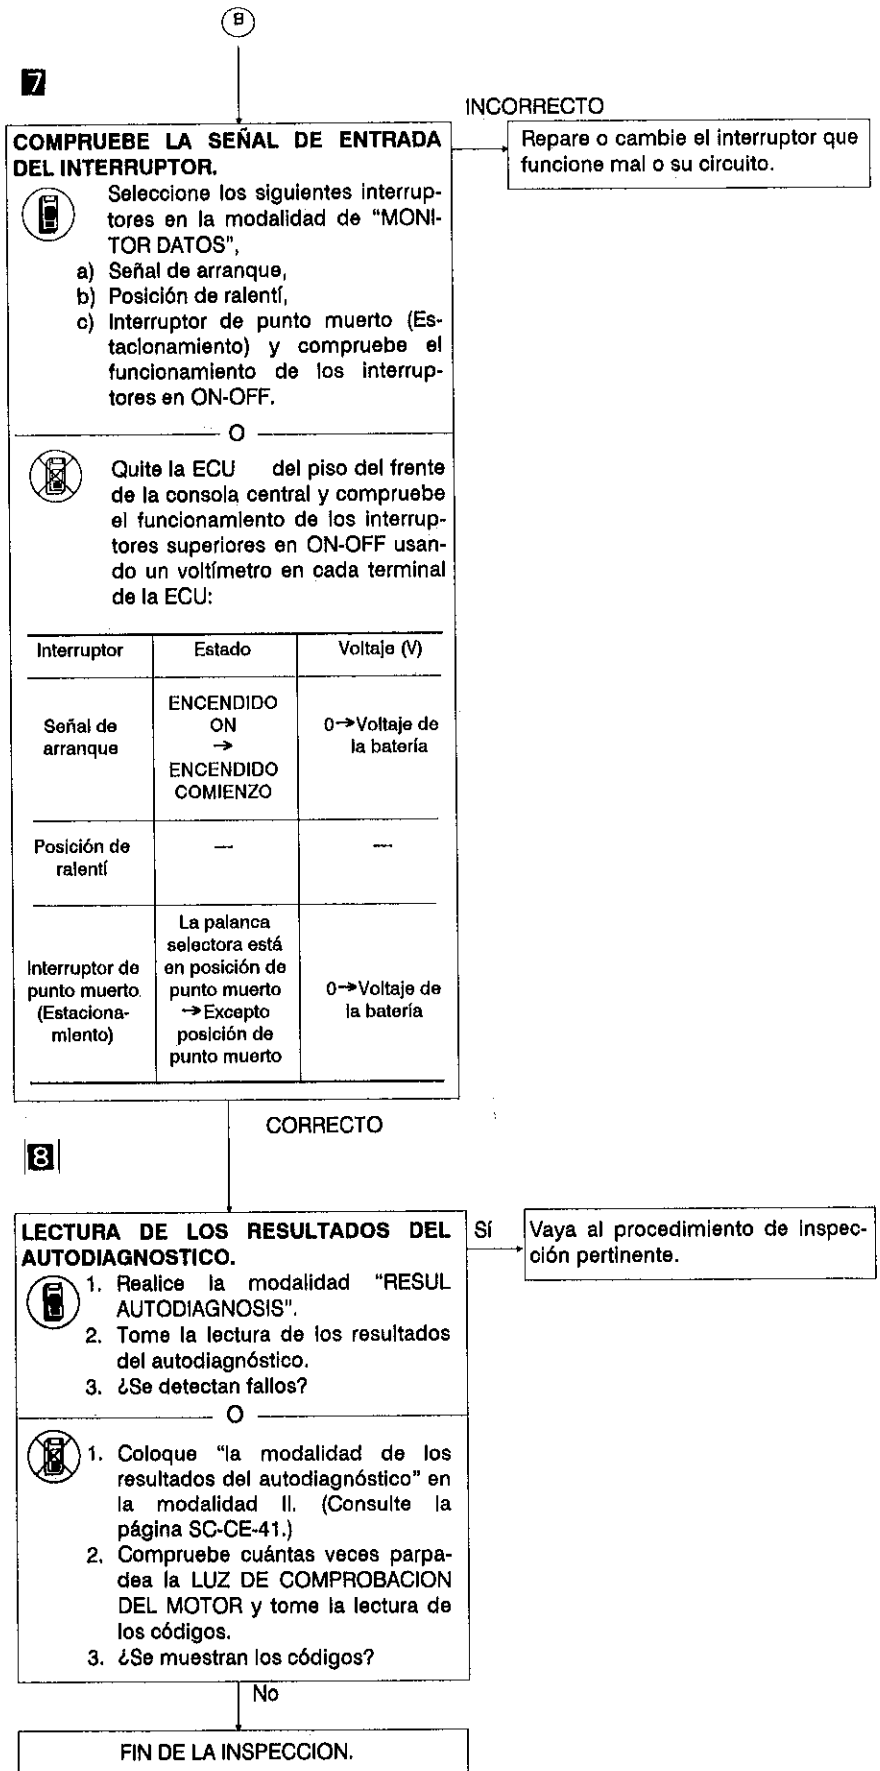 B
7
INCORRECTO
COMPRUEBE LA SEÑAL DE ENTRADA
DEL INTERRUPTOR.
Seleccione los siguientes interrup-
tores en la modalidad de "MONI-
TOR DATOS",
a) Señal de arranque,
b) Posición de ralentí,
c) Interruptor de punto muerto (Es-
tacionamiento) y compruebe el
funcionamiento de los interrup-
tores en ON-OFF.
Repare o cambie el interruptor que
funcione mal o su circuito.
O
Quite la ECU del piso del frente
de la consola central y compruebe
el funcionamiento de los interrup-
tores superiores en ON-OFF usan-
do un voltímetro en cada terminal
de la ECU:
Interruptor Estado Voltaje (V)
Señal de
arranque
ENCENDIDO
ON
→
ENCENDIDO
COMIENZO
0→Voltaje de
la batería
Posición de
ralentí
—
—
Interruptor de
punto muerto
(Estaciona-
miento)
La palanca
selectora está
en posición de
punto muerto
→Excepto
posición de
punto muerto
0→Voltaje de
la batería
CORRECTO
8
LECTURA DE LOS RESULTADOS DEL
AUTODIAGNOSTICO.
1. Realice la modalidad "RESUL
AUTODIAGNOSIS".
2. Tome la lectura de los resultados
del autodiagnóstico.
3. ¿Se detectan fallos?
Sí
Vaya al procedimiento de inspec-
ción pertinente.
O
1. Coloque "la modalidad de los
resultados del autodiagnóstico" en
la modalidad II. (Consulte la
página SC-CE-41.)
2. Compruebe cuántas veces parpa-
dea la LUZ DE COMPROBACION
DEL MOTOR y tome la lectura de
los códigos.
3. ¿Se muestran los códigos?
No
FIN DE LA INSPECCION.